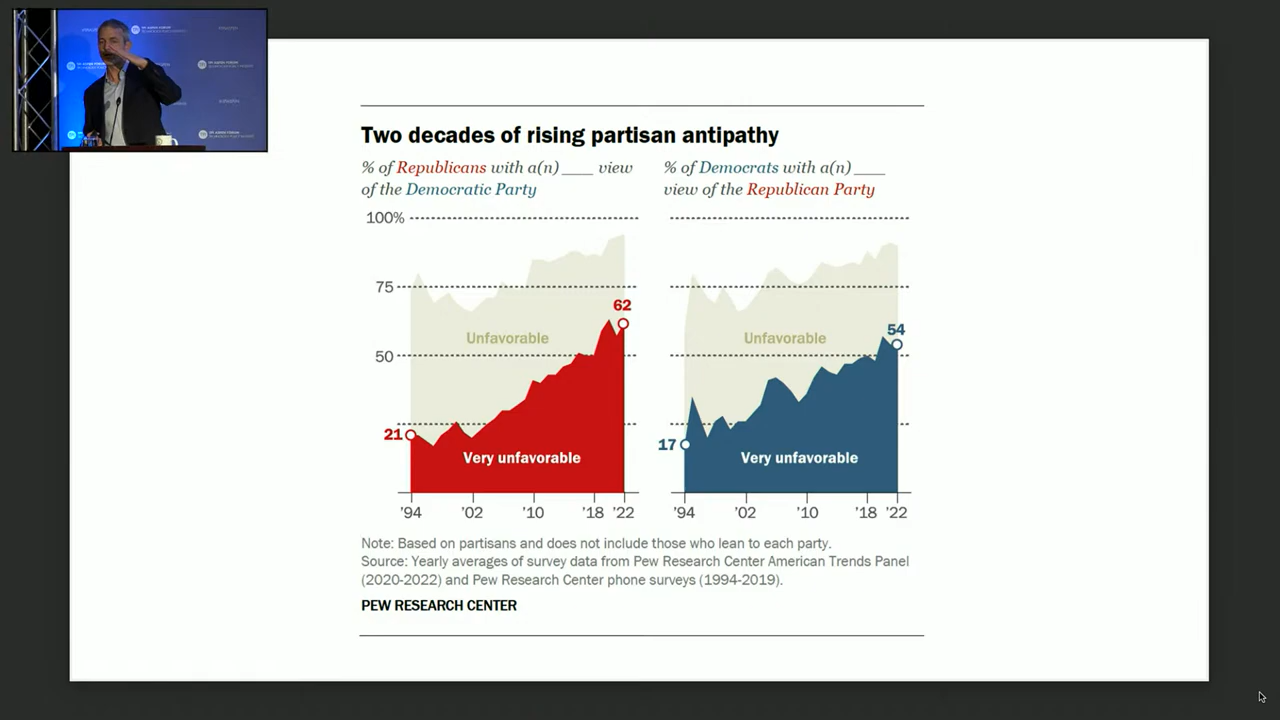 Two decades of rising partisan antipathy
% of Republicans with a(n) ___ view
of the Democratic Party
100%
75
50
Unfavorable
62
21
Very unfavorable
'94
'02
'10
'18
'22
% of Democrats with a(n) ___
view of the Republican Party
Unfavorable
54
17
Very unfavorable
'94
'02
'10
'18
'22
Note: Based on partisans and does not include those who lean to each party.
Source: Yearly averages of survey data from Pew Research Center American Trends Panel
(2020-2022) and Pew Research Center phone surveys (1994-2019).
PEW RESEARCH CENTER